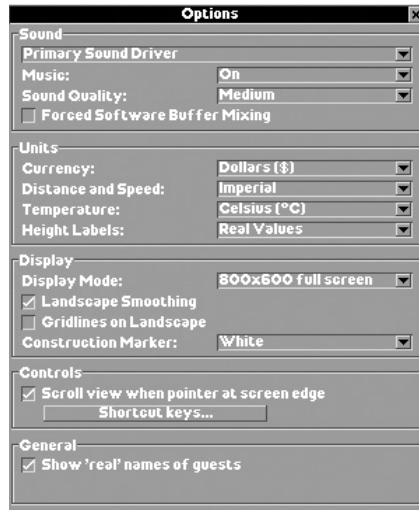 Options
Sound
Primary Sound Driver
Music: On
Sound Quality: Medium
Forced Software Buffer Mixing
Units
Currency: Dollars ($)
Distance and Speed: Imperial
Temperature: Celsius (°C)
Height Labels: Real Values
Display
Display Mode: 800x600 full screen
Landscape Smoothing
Gridlines on Landscape
Construction Marker: White
Controls
Scroll view when pointer at screen edge
Shortcut keys...
General
Show 'real' names of guests